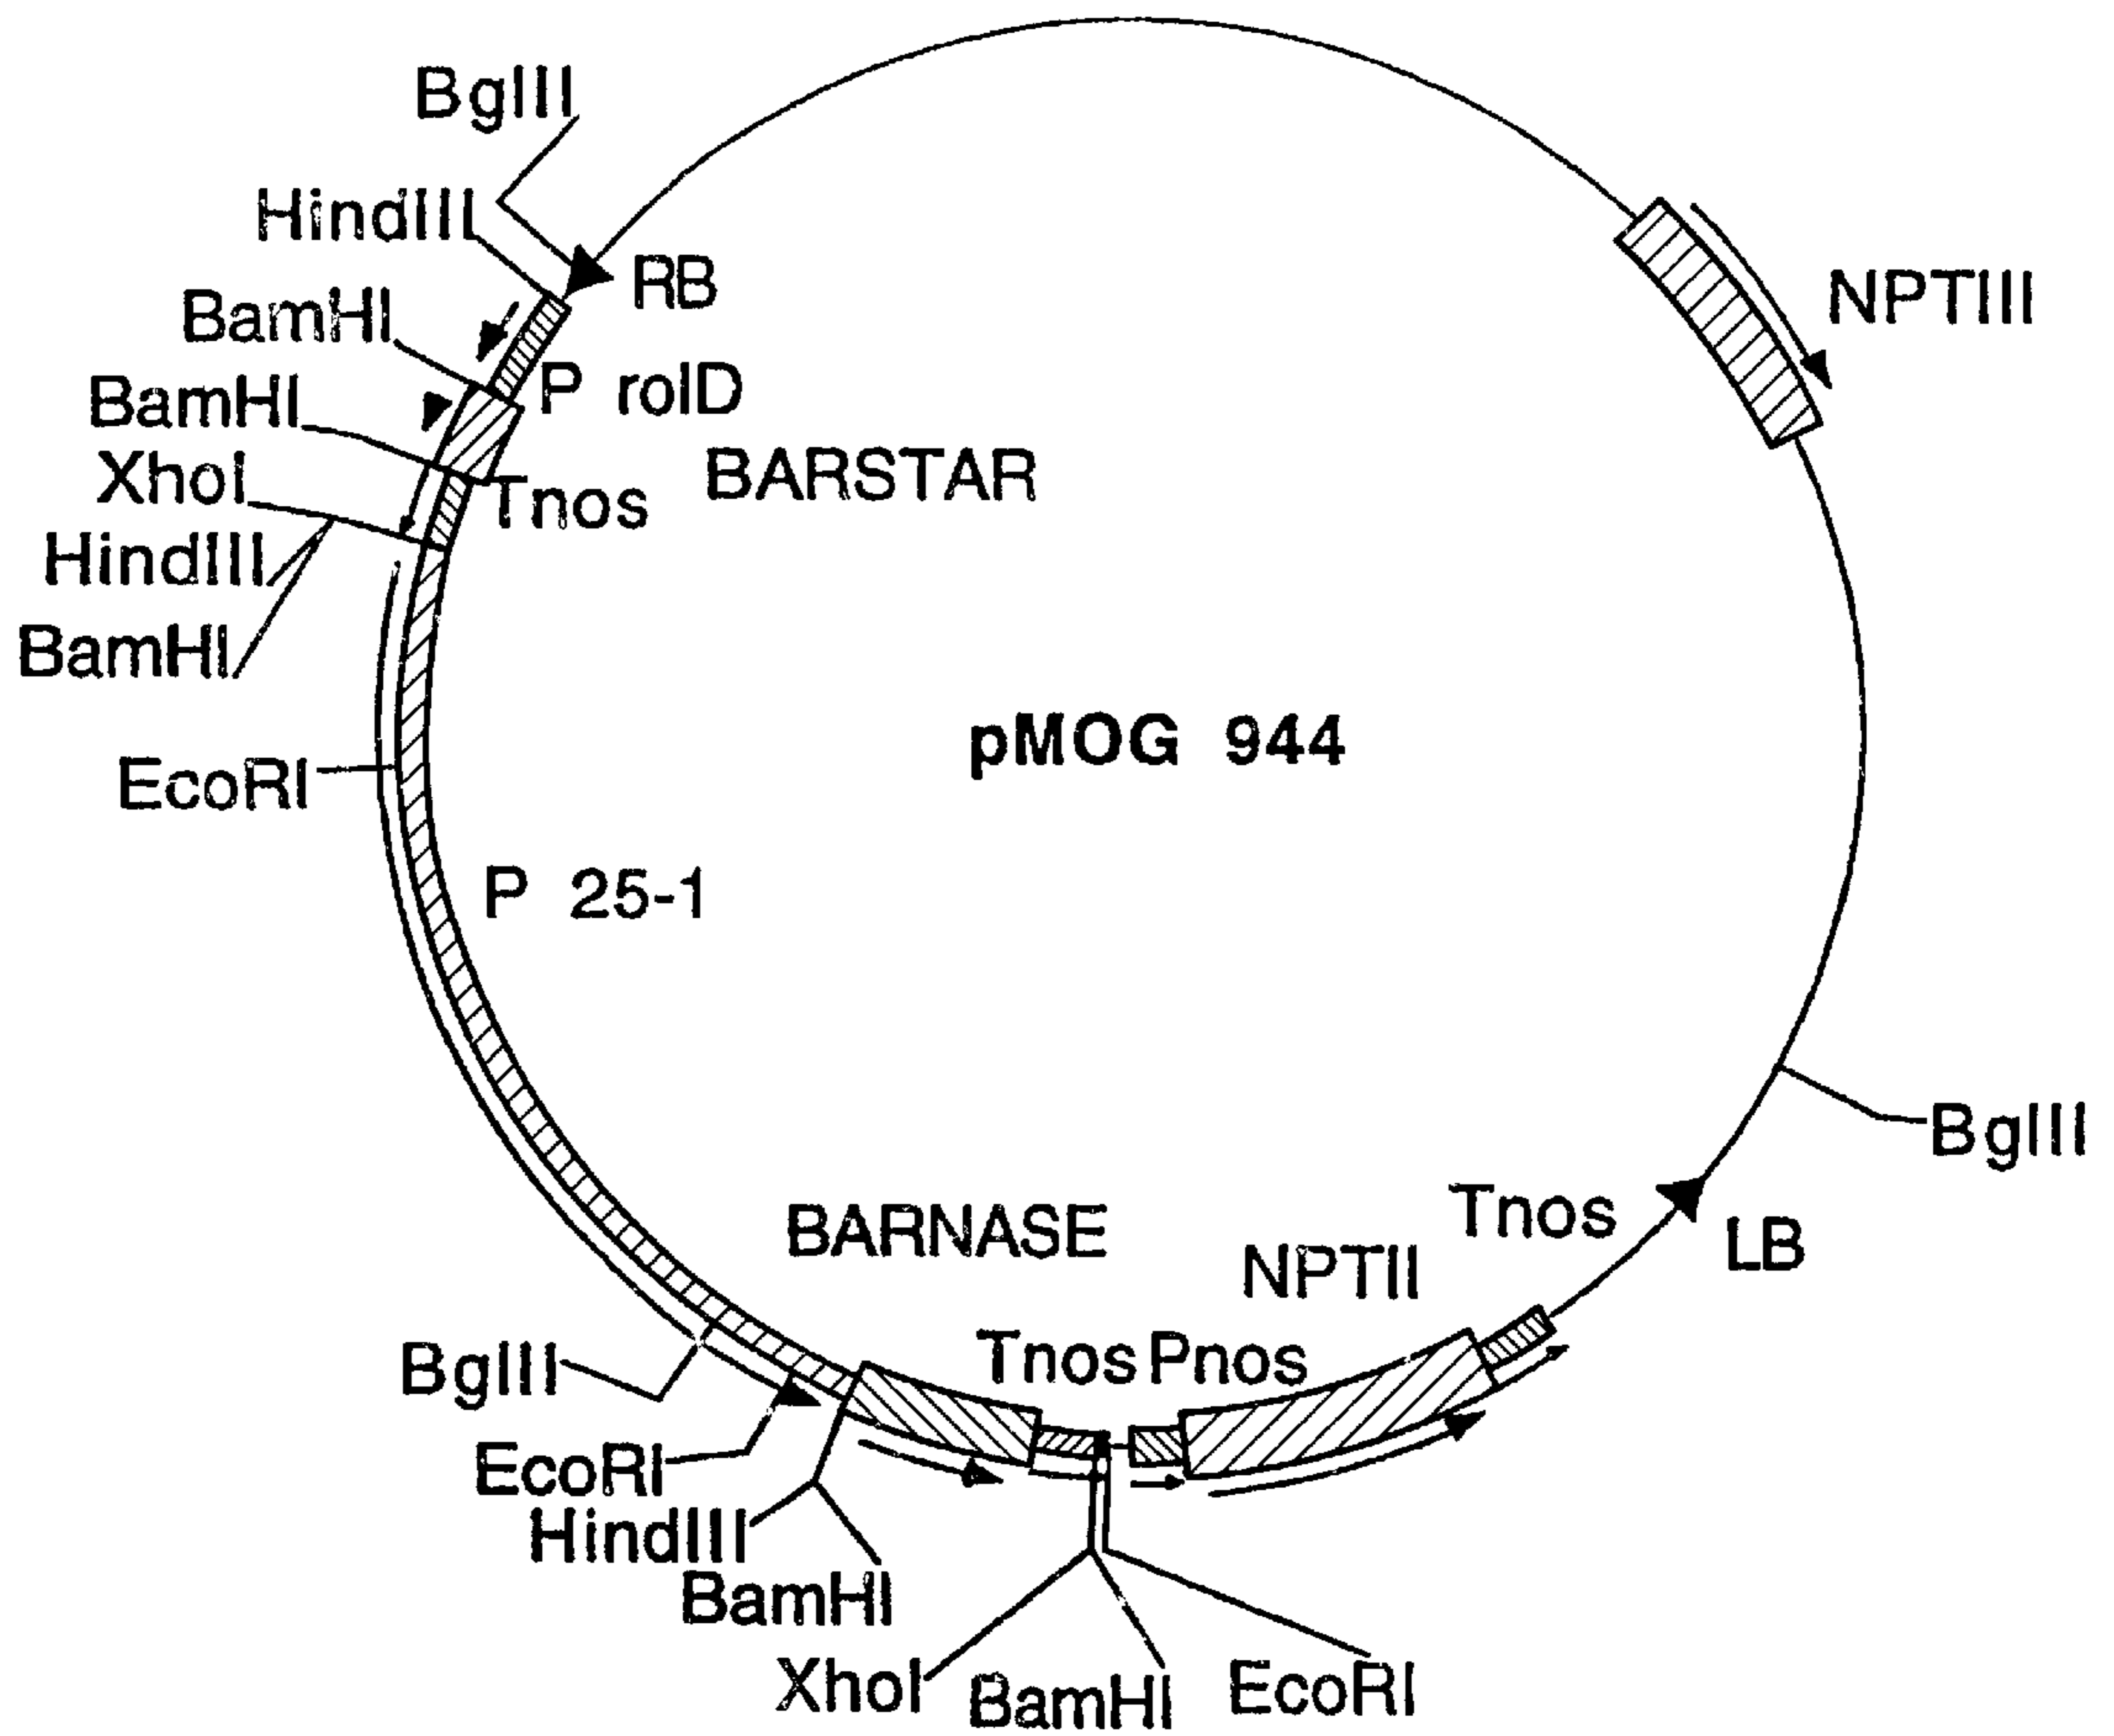 BglII
HindIII
RB
NPTIII
BamHI
P rolD
BamHI
BARSTAR
XhoI
Tnos
HindIII
BamHI
pMOG 944
EcoRI
P 25-1
BglII
Tnos
BARNASE
LB
NPTII
Tnos Pnos
BglII
EcoRI
HindIII
BamHI
XhoI
BamHI
EcoRI